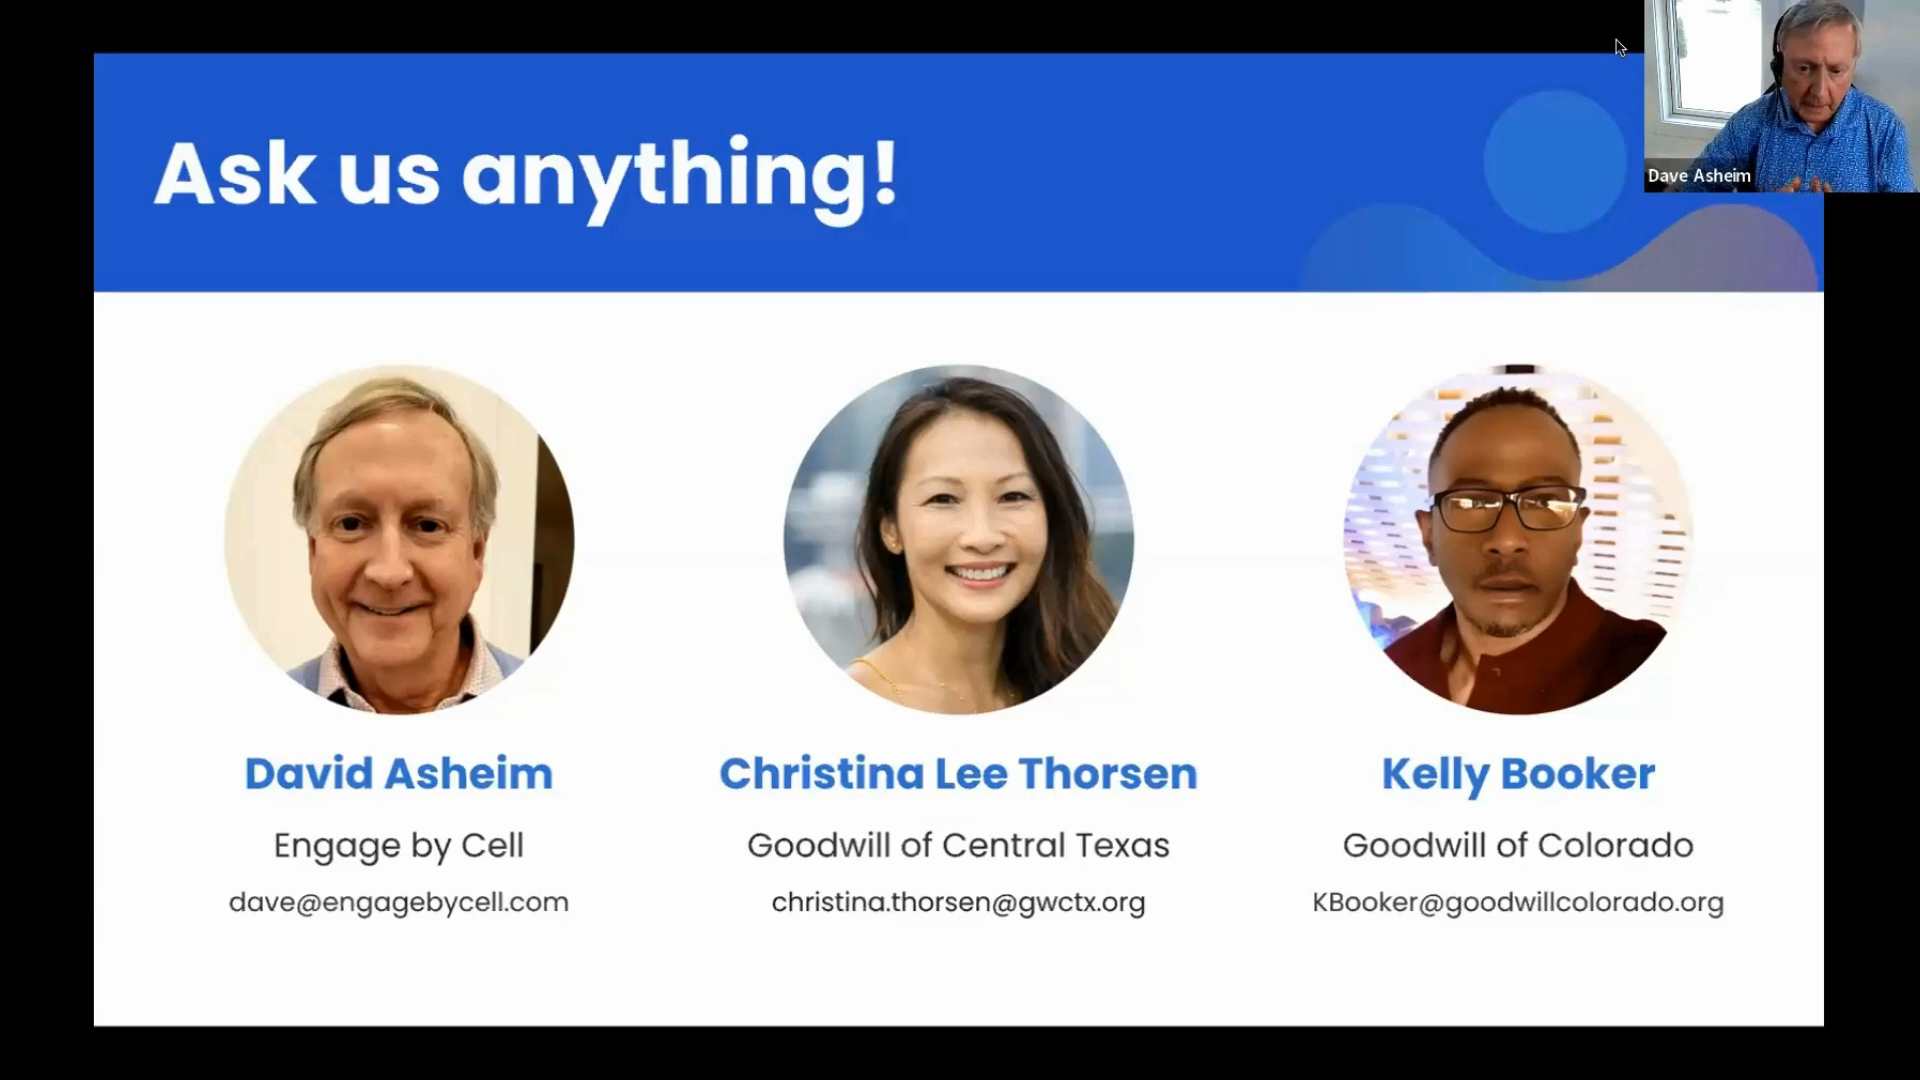 Ask us anything!
Dave Asheim
David Asheim
Engage by Cell
dave@engagebycell.com
Christina Lee Thorsen
Goodwill of Central Texas
christina.thorsen@gwctx.org
Kelly Booker
Goodwill of Colorado
KBooker@goodwillcolorado.org